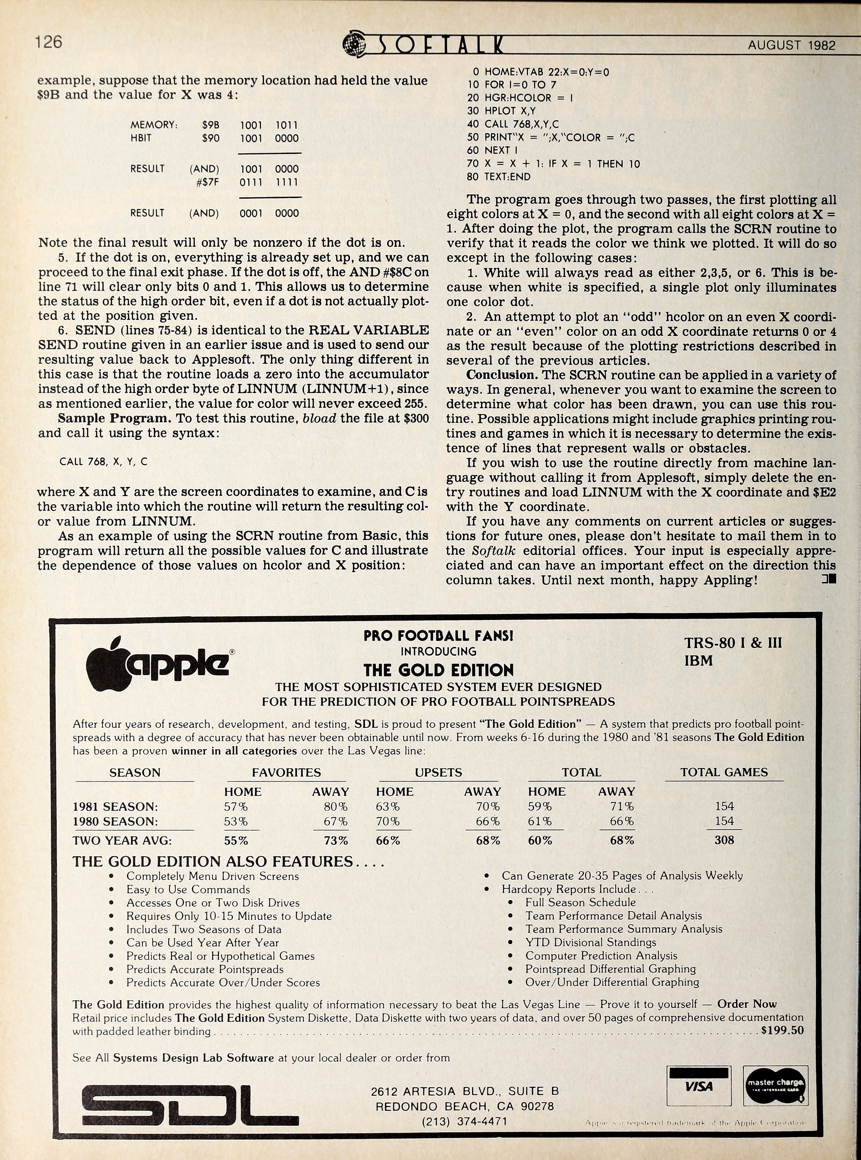 126
SOFTALK
AUGUST 1982
example, suppose that the memory location had held the value
$9B and the value for X was 4:
MEMORY: $9B 1001 1011
HBIT $90 1001 0000
RESULT (AND) 1001 0000
#$7F 0111 1111
RESULT (AND) 0001 0000
Note the final result will only be nonzero if the dot is on.
5. If the dot is on, everything is already set up, and we can
proceed to the final exit phase. If the dot is off, the AND #$8C on
line 71 will clear only bits 0 and 1. This allows us to determine
the status of the high order bit, even if a dot is not actually plot-
ted at the position given.
6. SEND (lines 75-84) is identical to the REAL VARIABLE
SEND routine given in an earlier issue and is used to send our
resulting value back to Applesoft. The only thing different in
this case is that the routine loads a zero into the accumulator
instead of the high order byte of LINNUM (LINNUM+1), since
as mentioned earlier, the value for color will never exceed 255.
Sample Program. To test this routine, bload the file at $300
and call it using the syntax:
CALL 768, X, Y, C
where X and Y are the screen coordinates to examine, and C is
the variable into which the routine will return the resulting col-
or value from LINNUM.
As an example of using the SCRN routine from Basic, this
program will return all the possible values for C and illustrate
the dependence of those values on hcolor and X position:
0 HOME:VTAB 22:X=0:Y=0
10 FOR I=0 TO 7
20 HGR:HCOLOR = I
30 HPLOT X,Y
40 CALL 768,X,Y,C
50 PRINT"X = ";X,"COLOR = ";C
60 NEXT I
70 X = X + 1: IF X = 1 THEN 10
80 TEXT:END
The program goes through two passes, the first plotting all
eight colors at X = 0, and the second with all eight colors at X =
1. After doing the plot, the program calls the SCRN routine to
verify that it reads the color we think we plotted. It will do so
except in the following cases:
1. White will always read as either 2,3,5, or 6. This is be-
cause when white is specified, a single plot only illuminates
one color dot.
2. An attempt to plot an "odd" hcolor on an even X coordi-
nate or an "even" color on an odd X coordinate returns 0 or 4
as the result because of the plotting restrictions described in
several of the previous articles.
Conclusion. The SCRN routine can be applied in a variety of
ways. In general, whenever you want to examine the screen to
determine what color has been drawn, you can use this rou-
tine. Possible applications might include graphics printing rou-
tines and games in which it is necessary to determine the exis-
tence of lines that represent walls or obstacles.
If you wish to use the routine directly from machine lan-
guage without calling it from Applesoft, simply delete the en-
try routines and load LINNUM with the X coordinate and $E2
with the Y coordinate.
If you have any comments on current articles or sugges-
tions for future ones, please don't hesitate to mail them in to
the Softalk editorial offices. Your input is especially appre-
ciated and can have an important effect on the direction this
column takes. Until next month, happy Appling!
apple®
PRO FOOTBALL FANS!
INTRODUCING
THE GOLD EDITION
THE MOST SOPHISTICATED SYSTEM EVER DESIGNED
FOR THE PREDICTION OF PRO FOOTBALL POINTSPREADS
TRS-80 I & III
IBM
After four years of research, development, and testing, SDL is proud to present "The Gold Edition" — A system that predicts pro football point-
spreads with a degree of accuracy that has never been obtainable until now. From weeks 6-16 during the 1980 and '81 seasons The Gold Edition
has been a proven winner in all categories over the Las Vegas line:
SEASON FAVORITES UPSETS TOTAL TOTAL GAMES
HOME AWAY HOME AWAY HOME AWAY
1981 SEASON: 57% 80% 63% 70% 59% 71% 154
1980 SEASON: 53% 67% 70% 66% 61% 66% 154
TWO YEAR AVG: 55% 73% 66% 68% 60% 68% 308
THE GOLD EDITION ALSO FEATURES....
• Completely Menu Driven Screens
• Easy to Use Commands
• Accesses One or Two Disk Drives
• Requires Only 10-15 Minutes to Update
• Includes Two Seasons of Data
• Can be Used Year After Year
• Predicts Real or Hypothetical Games
• Predicts Accurate Pointspreads
• Predicts Accurate Over/Under Scores
• Can Generate 20-35 Pages of Analysis Weekly
• Hardcopy Reports Include...
• Full Season Schedule
• Team Performance Detail Analysis
• Team Performance Summary Analysis
• YTD Divisional Standings
• Computer Prediction Analysis
• Pointspread Differential Graphing
• Over/Under Differential Graphing
The Gold Edition provides the highest quality of information necessary to beat the Las Vegas Line — Prove it to yourself — Order Now
Retail price includes The Gold Edition System Diskette, Data Diskette with two years of data, and over 50 pages of comprehensive documentation
with padded leather binding . . . . . . . . . . $199.50
See All Systems Design Lab Software at your local dealer or order from
SDL
2612 ARTESIA BLVD., SUITE B
REDONDO BEACH, CA 90278
(213) 374-4471
VISA
master charge
THE INTERBANK CARD
Apple is a registered trademark of the Apple Corporation